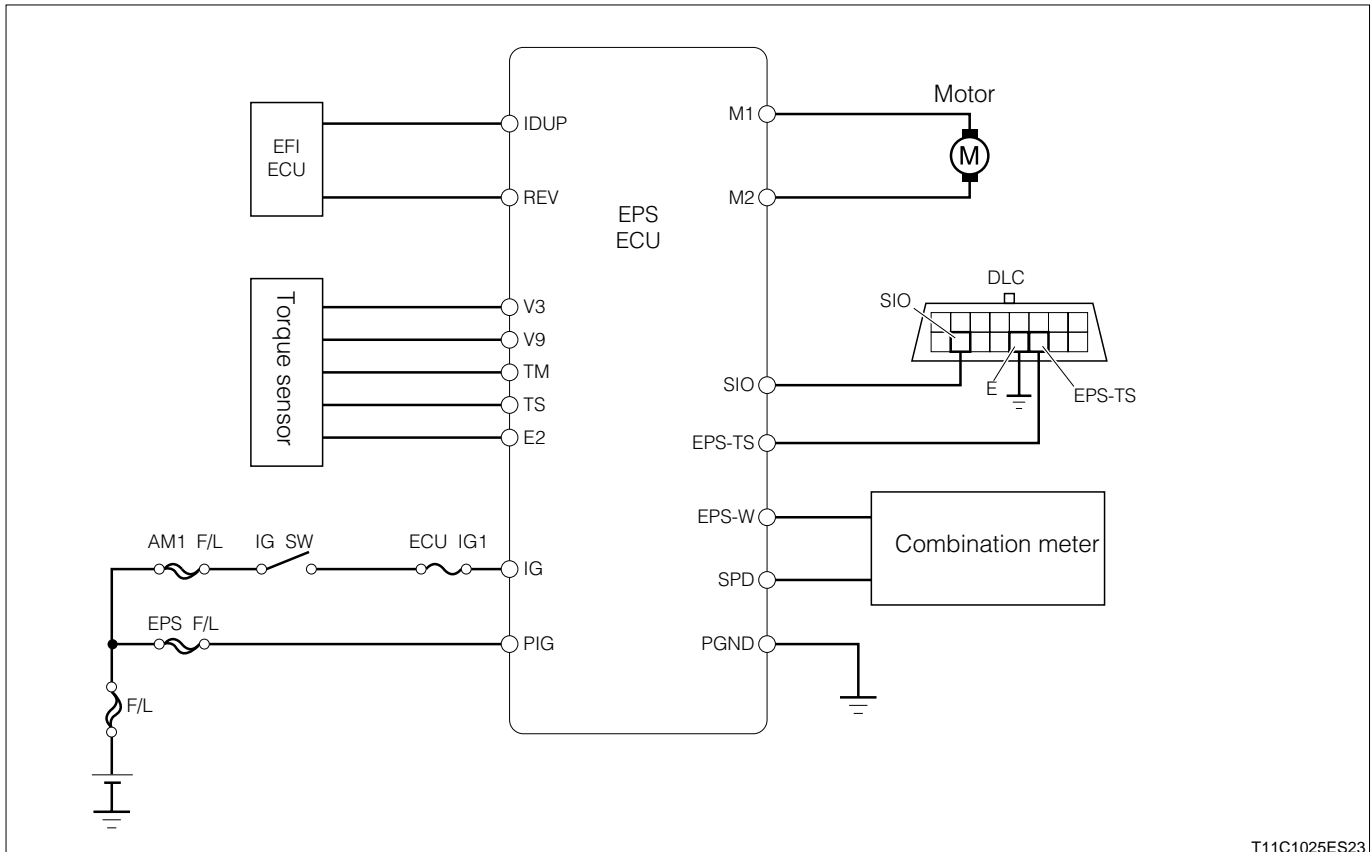 EFI
ECU
IDUP
REV
Torque sensor
V3
V9
TM
TS
E2
AM1 F/L
IG SW
ECU IG1
IG
EPS F/L
PIG
F/L
EPS
ECU
M1
Motor
M
M2
DLC
SIO
E
EPS-TS
SIO
EPS-TS
EPS-W
Combination meter
SPD
PGND
T11C1025ES23